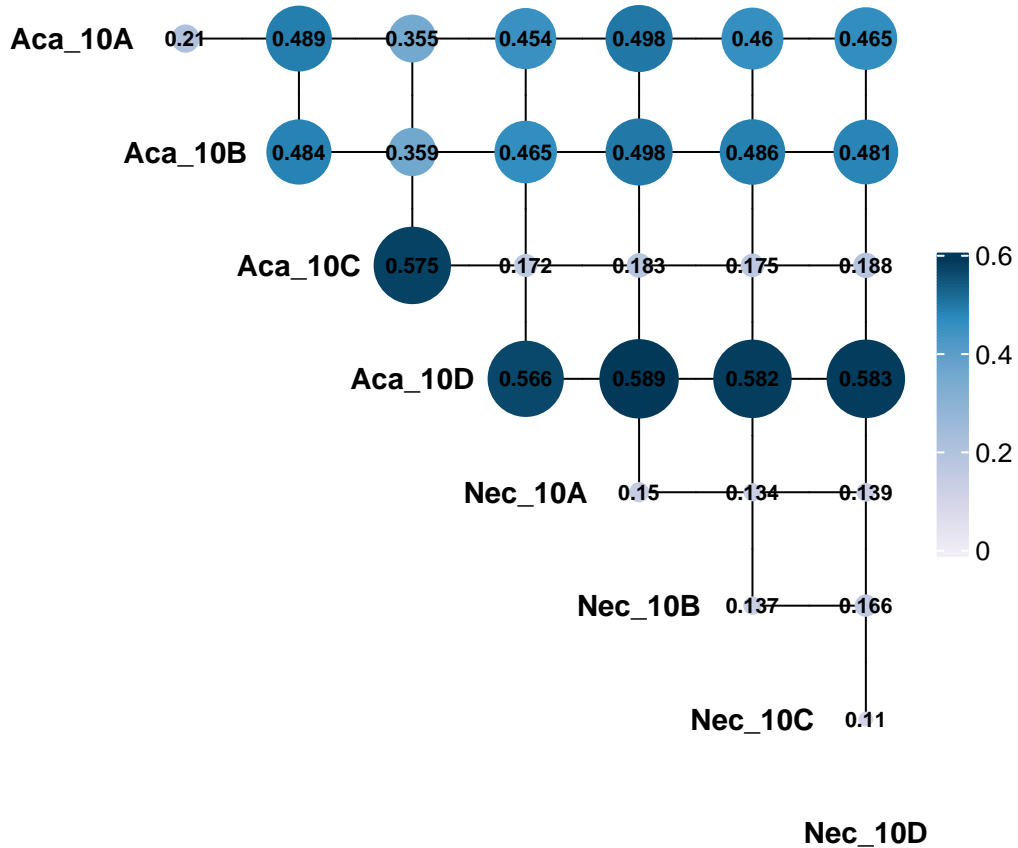 Aca_10A 0.21 0.489 0.355 0.454 0.498 0.46 0.465
Aca_10B 0.484 0.359 0.465 0.498 0.486 0.481
Aca_10C 0.575 0.172 0.183 0.175 0.188
0.6
0.4
0.2
0
Aca_10D 0.566 0.589 0.582 0.583
Nec_10A 0.15 0.134 0.139
Nec_10B 0.137 0.166
Nec_10C 0.11
Nec_10D